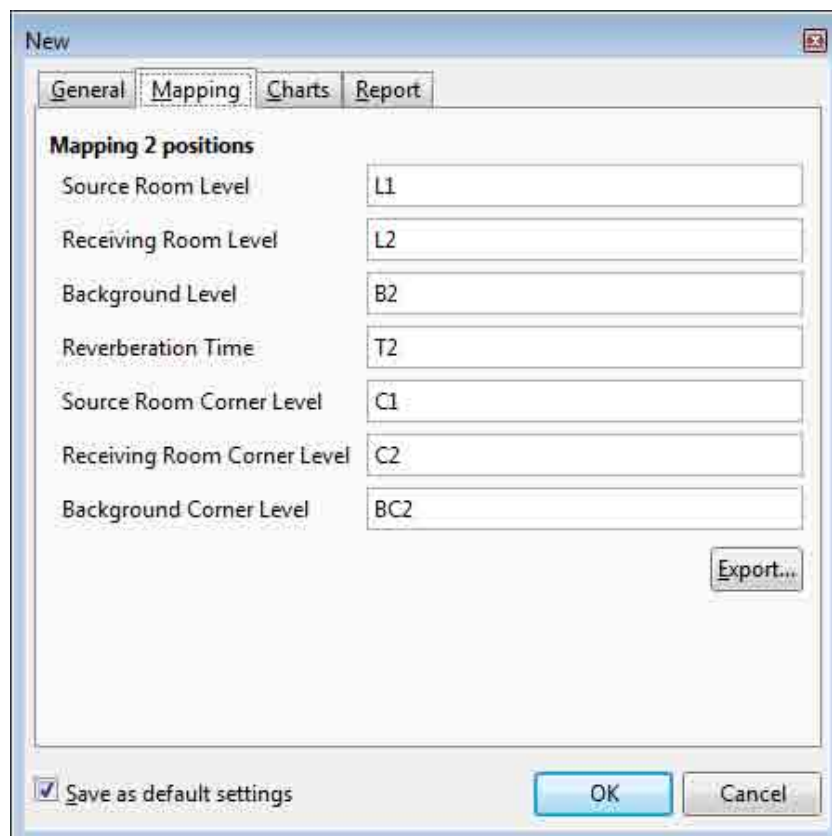 New
General Mapping Charts Report
Mapping 2 positions
Source Room Level L1
Receiving Room Level L2
Background Level B2
Reverberation Time T2
Source Room Corner Level C1
Receiving Room Corner Level C2
Background Corner Level BC2
Export...
Save as default settings OK Cancel